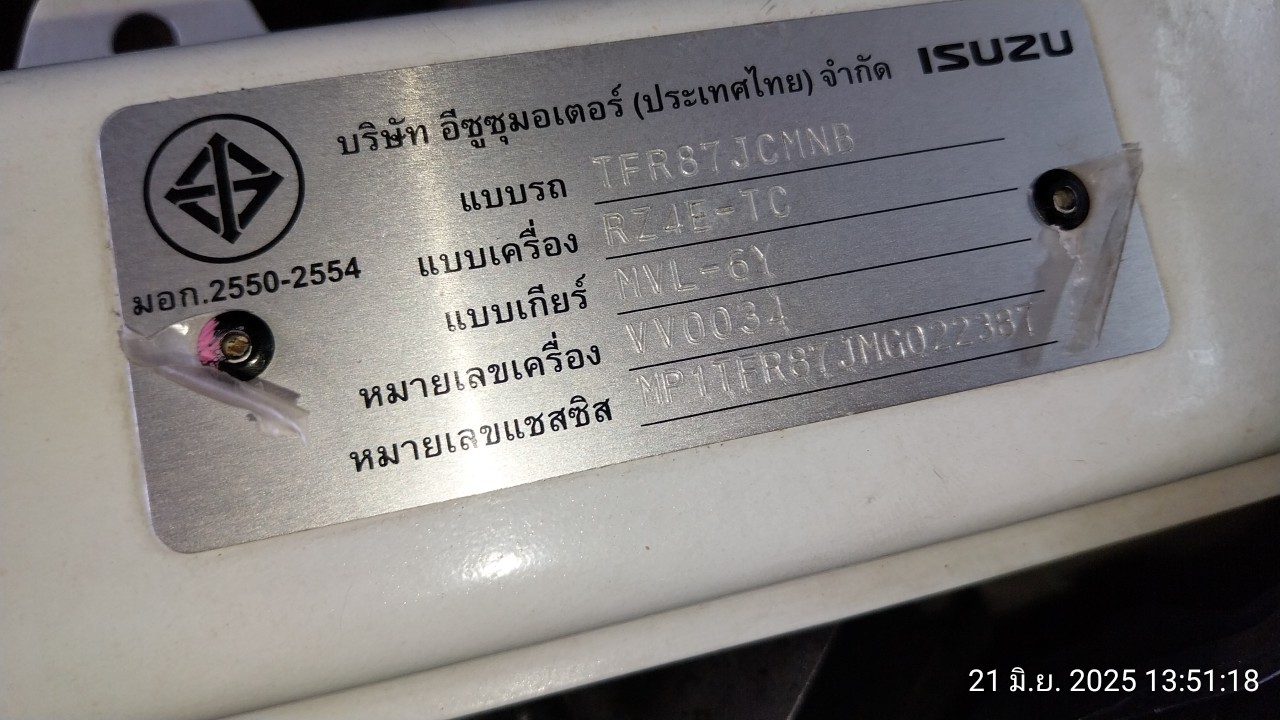 บริษัท อีซูซุมอเตอร์ (ประเทศไทย) จำกัด ISUZU
แบบรถ TFR87JCMNB
แบบเครื่อง RZ4E-TC
มอก.2550-2554
แบบเกียร์ MVL-6Y
หมายเลขเครื่อง VV0034
หมายเลขแชสซิส MP1TFR87JMG022387
21 มิ.ย. 2025 13:51:18